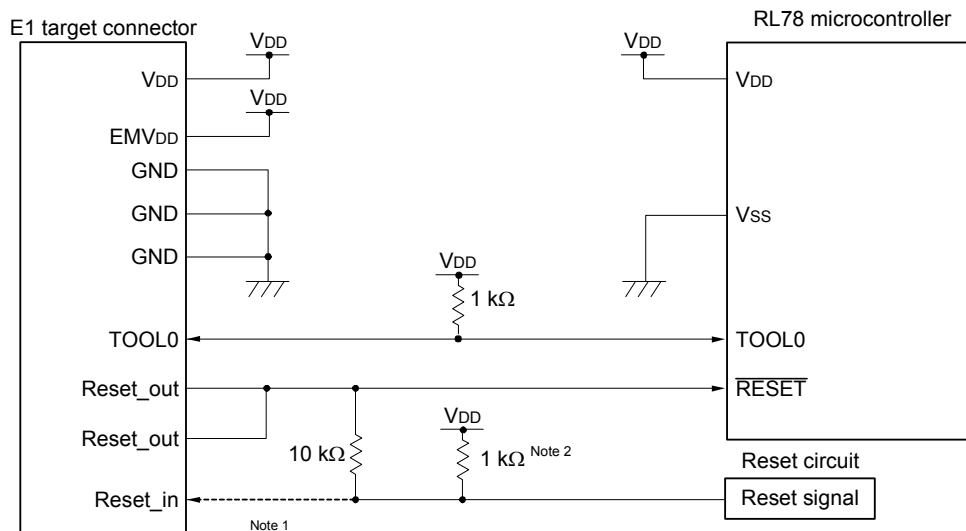 E1 target connector
RL78 microcontroller
VDD
VDD
VDD
VDD
VDD
EMVDD
GND
GND
GND
VSS
VDD
1 kΩ
TOOL0
TOOL0
Reset_out
RESET
Reset_out
VDD
10 kΩ
1 kΩ Note 2
Reset circuit
Reset_in
Reset signal
Note 1